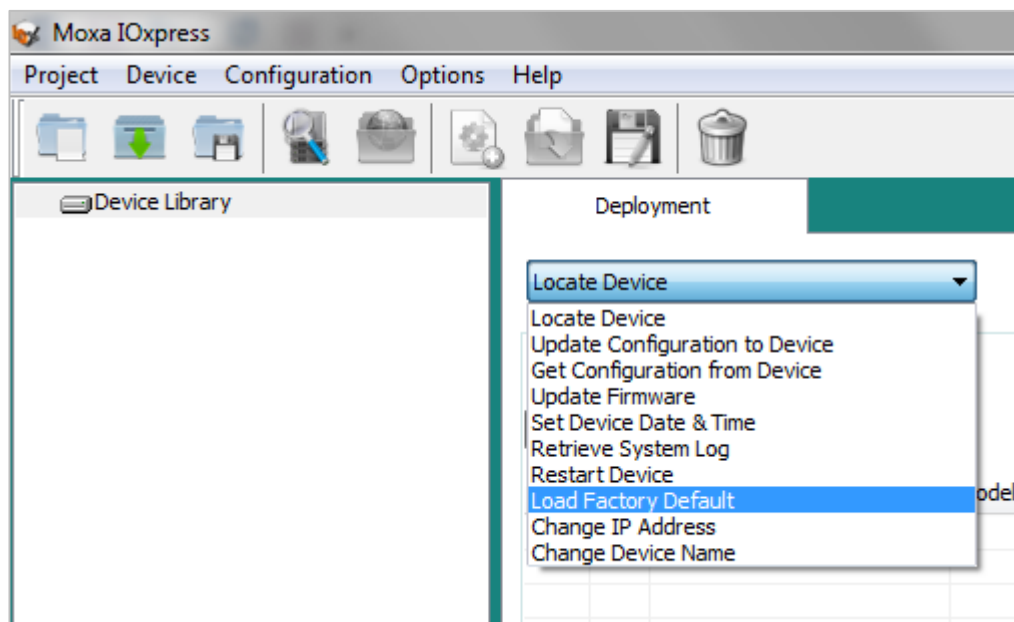 Moxa IOxpress
Project Device Configuration Options Help
Device Library
Deployment
Locate Device
Locate Device
Update Configuration to Device
Get Configuration from Device
Update Firmware
Set Device Date & Time
Retrieve System Log
Restart Device
Load Factory Default
odel
Change IP Address
Change Device Name